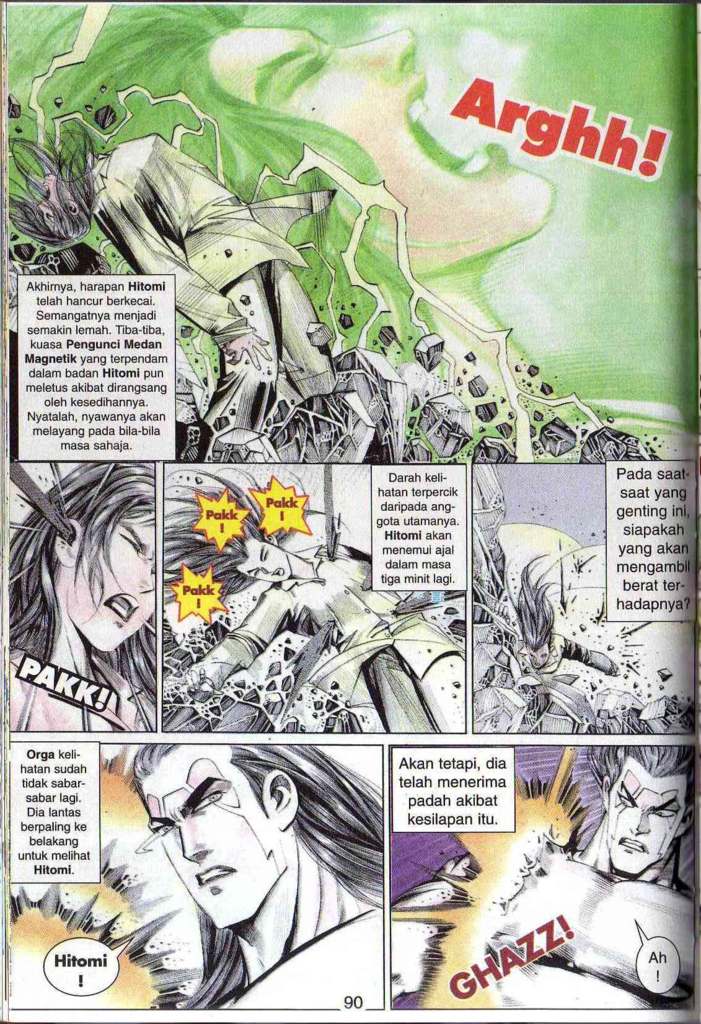 Arghh!
Akhirnya, harapan Hitomi
telah hancur berkecai.
Semangatnya menjadi
semakin lemah. Tiba-tiba,
kuasa Pengunci Medan
Magnetik yang terpendam
dalam badan Hitomi pun
meletus akibat dirangsang
oleh kesedihannya.
Nyatalah, nyawanya akan
melayang pada bila-bila
masa sahaja.
PAKK!
Pakk
!
Pakk
!
Pakk
!
Darah keli-
hatan terpercik
daripada ang-
gota utamanya.
Hitomi akan
menemui ajal
dalam masa
tiga minit lagi.
Pada saat-
saat yang
genting ini,
siapakah
yang akan
mengambil
berat ter-
hadapnya?
Orga keli-
hatan sudah
tidak sabar-
sabar lagi.
Dia lantas
berpaling ke
belakang
untuk melihat
Hitomi.
Hitomi
!
Akan tetapi, dia
telah menerima
padah akibat
kesilapan itu.
GHAZZ!
Ah
!
90